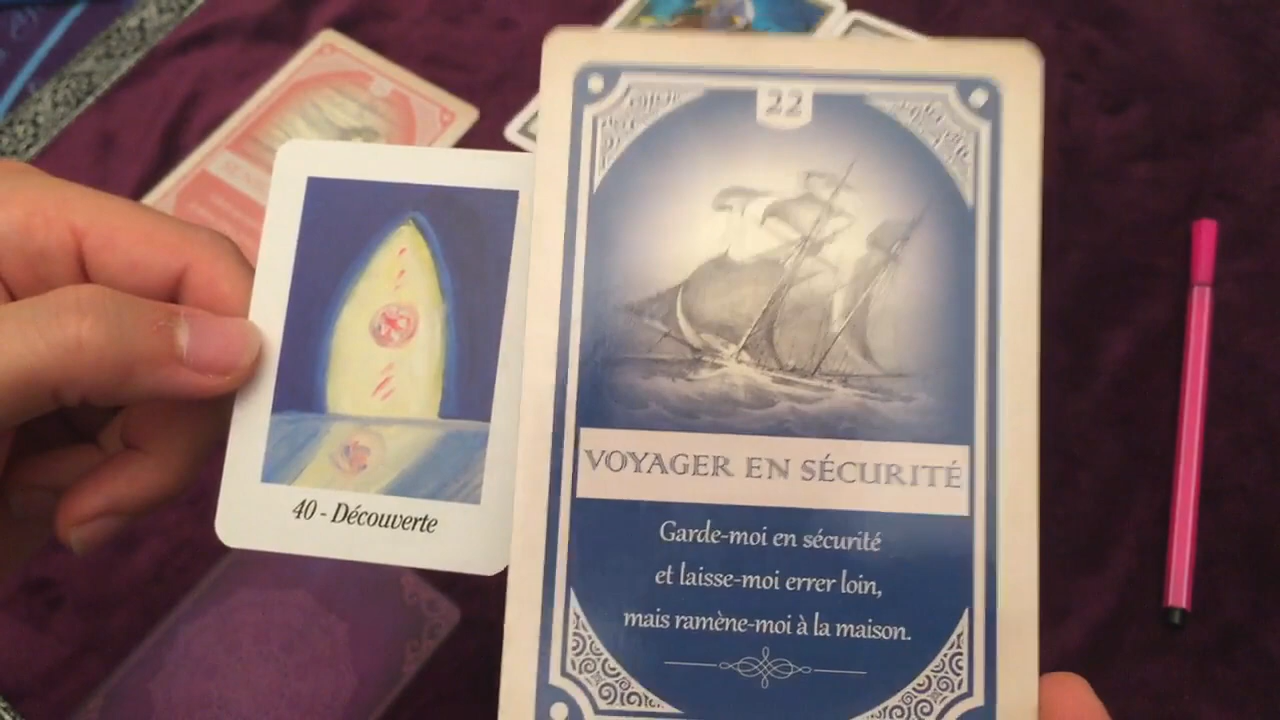 40 - Découverte
22
VOYAGER EN SÉCURITÉ
Garde-moi en sécurité
et laisse-moi errer loin,
mais ramène-moi à la maison.